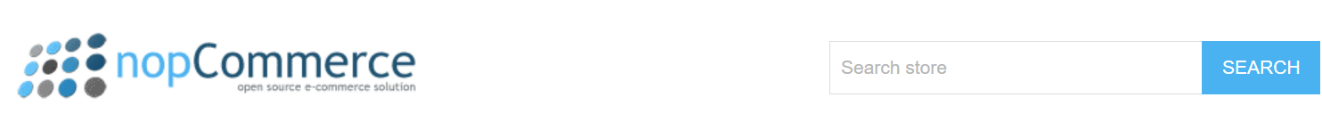 nopCommerce
open source e-commerce solution
Search store
SEARCH